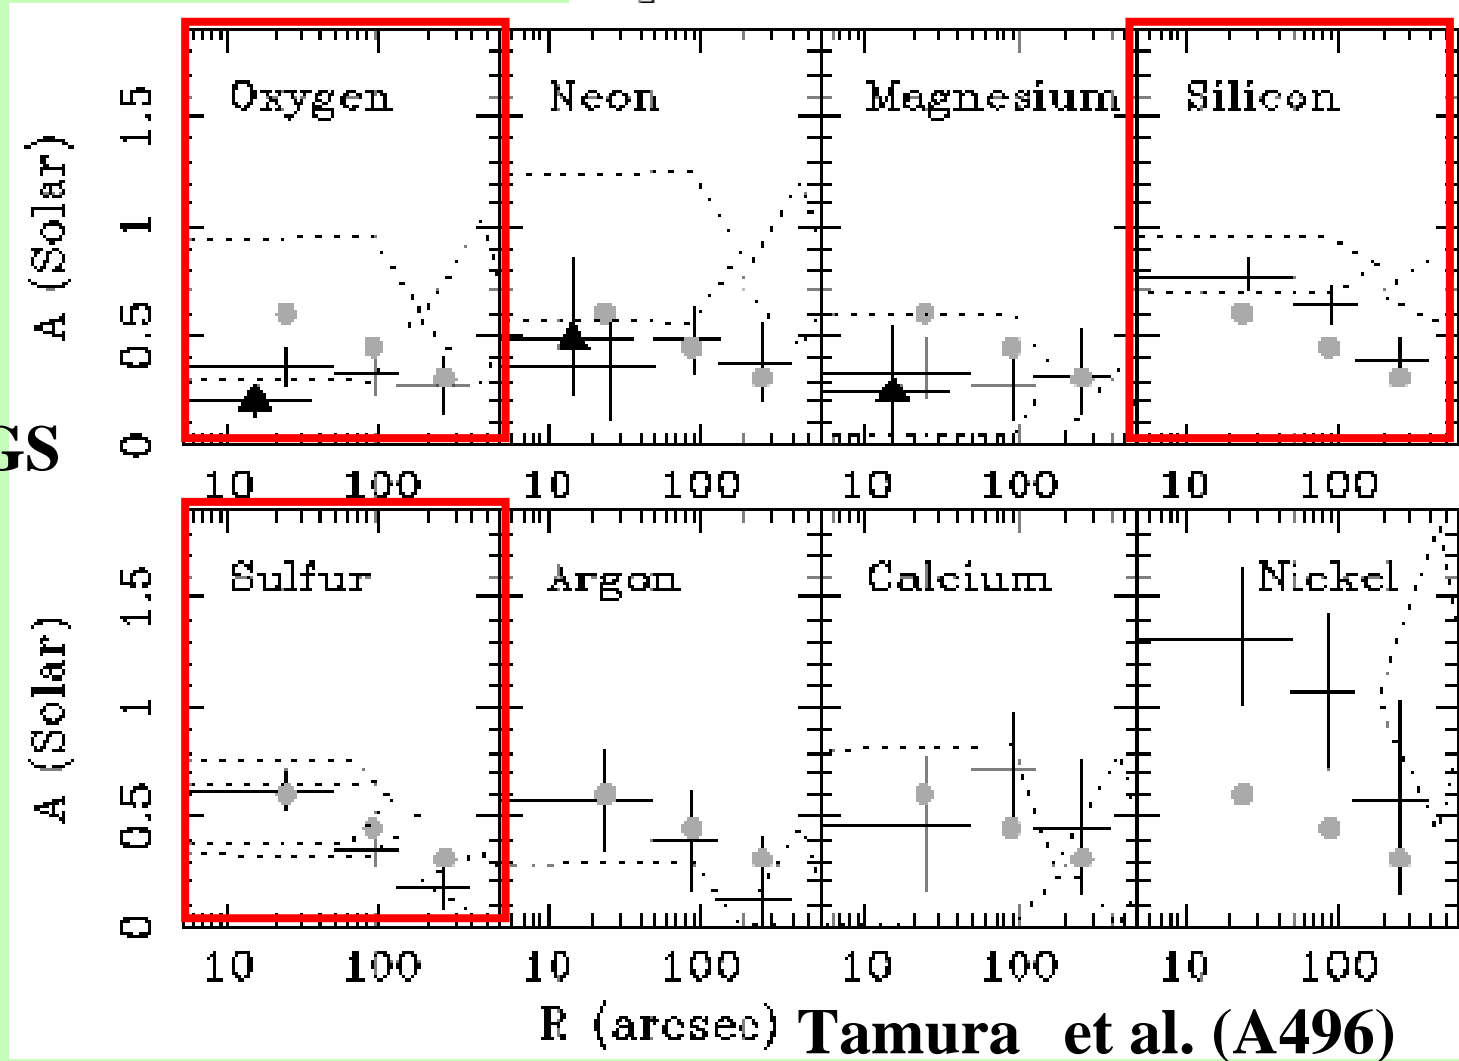 Oxygen Neon Magnesium Silicon
A (Solar)
0 0.5 1 1.5
GS
10 100 10 100 10 100 10 100
Sulfur Argon Calcium Nickel
A (Solar)
0 0.5 1 1.5
10 100 10 100 10 100 10 100
R (arcsec) Tamura et al. (A496)